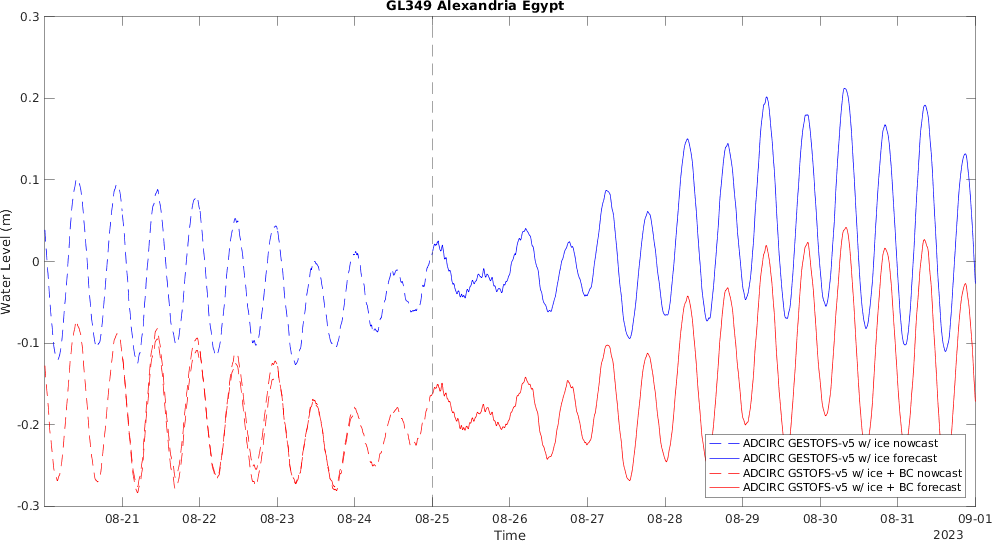 GL349 Alexandria Egypt
Water Level (m)
0.3
0.2
0.1
0
-0.1
-0.2
-0.3
ADCIRC GESTOFS-v5 w/ ice nowcast
ADCIRC GESTOFS-v5 w/ ice forecast
ADCIRC GSTOFS-v5 w/ ice + BC nowcast
ADCIRC GSTOFS-v5 w/ ice + BC forecast
08-21 08-22 08-23 08-24 08-25 08-26 08-27 08-28 08-29 08-30 08-31 09-01
Time
2023